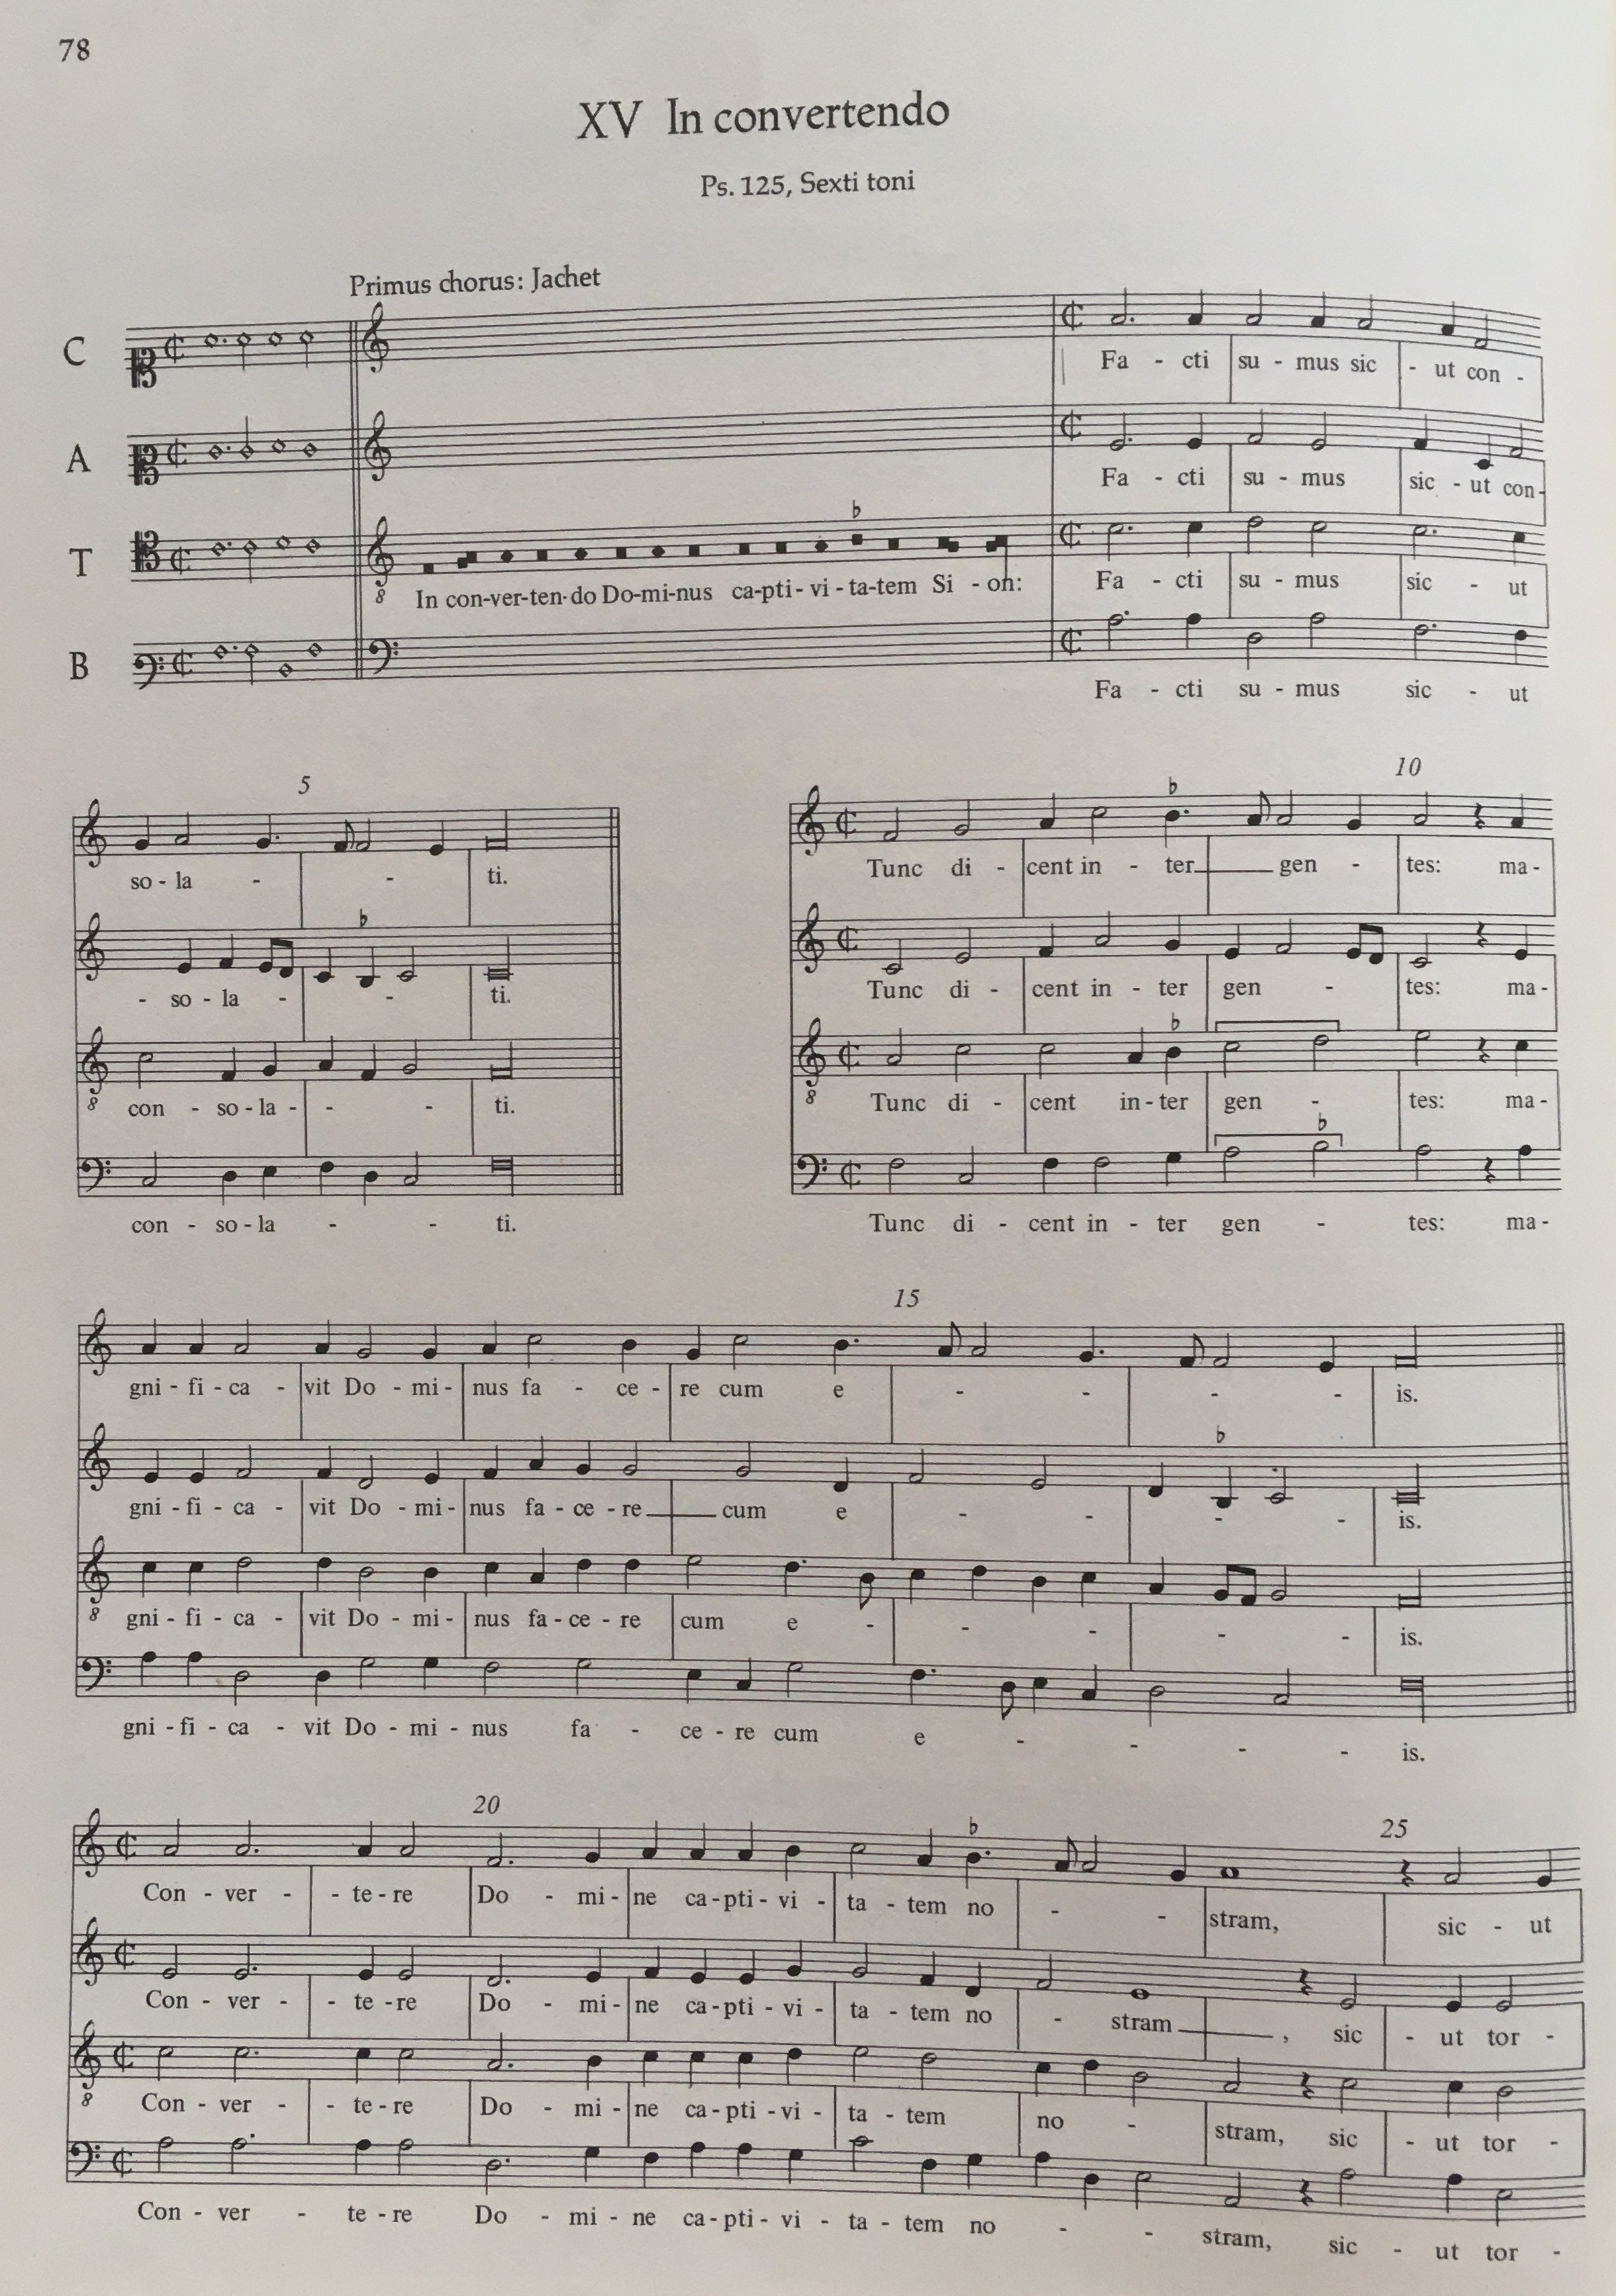 78
XV In convertendo
Ps. 125, Sexti toni
Primus chorus: Jachet
C
Fa - cti su - mus sic - ut con -
A
Fa - cti su - mus sic - ut con-
T
8 In con-ver-ten-do Do-mi-nus ca-pti-vi-ta-tem Si - on: Fa - cti su - mus sic - ut
B
Fa - cti su - mus sic - ut
5
so - la - - ti.
- so - la - - ti.
8 con - so - la - - - ti.
con - so - la - - ti.
10
Tunc di - cent in - ter gen - tes: ma-
Tunc di - cent in - ter gen - tes: ma-
8 Tunc di - cent in - ter gen - tes: ma-
Tunc di - cent in - ter gen - tes: ma-
15
gni - fi - ca - vit Do - mi - nus fa - ce - re cum e - - - - is.
gni - fi - ca - vit Do - mi - nus fa - ce - re cum e - - - - is.
8 gni - fi - ca - vit Do - mi - nus fa - ce - re cum e - - - - - is.
gni - fi - ca - vit Do - mi - nus fa - ce - re cum e - - - - is.
20 25
Con - ver - - te - re Do - mi - ne ca - pti - vi - ta - tem no - - stram, sic - ut
Con - ver - - te - re Do - mi - ne ca - pti - vi - ta - tem no - stram, sic - ut tor -
8 Con - ver - - te - re Do - mi - ne ca - pti - vi - ta - tem no - stram, sic - ut tor -
Con - ver - te - re Do - mi - ne ca - pti - vi - ta - tem no - - stram, sic - ut tor -